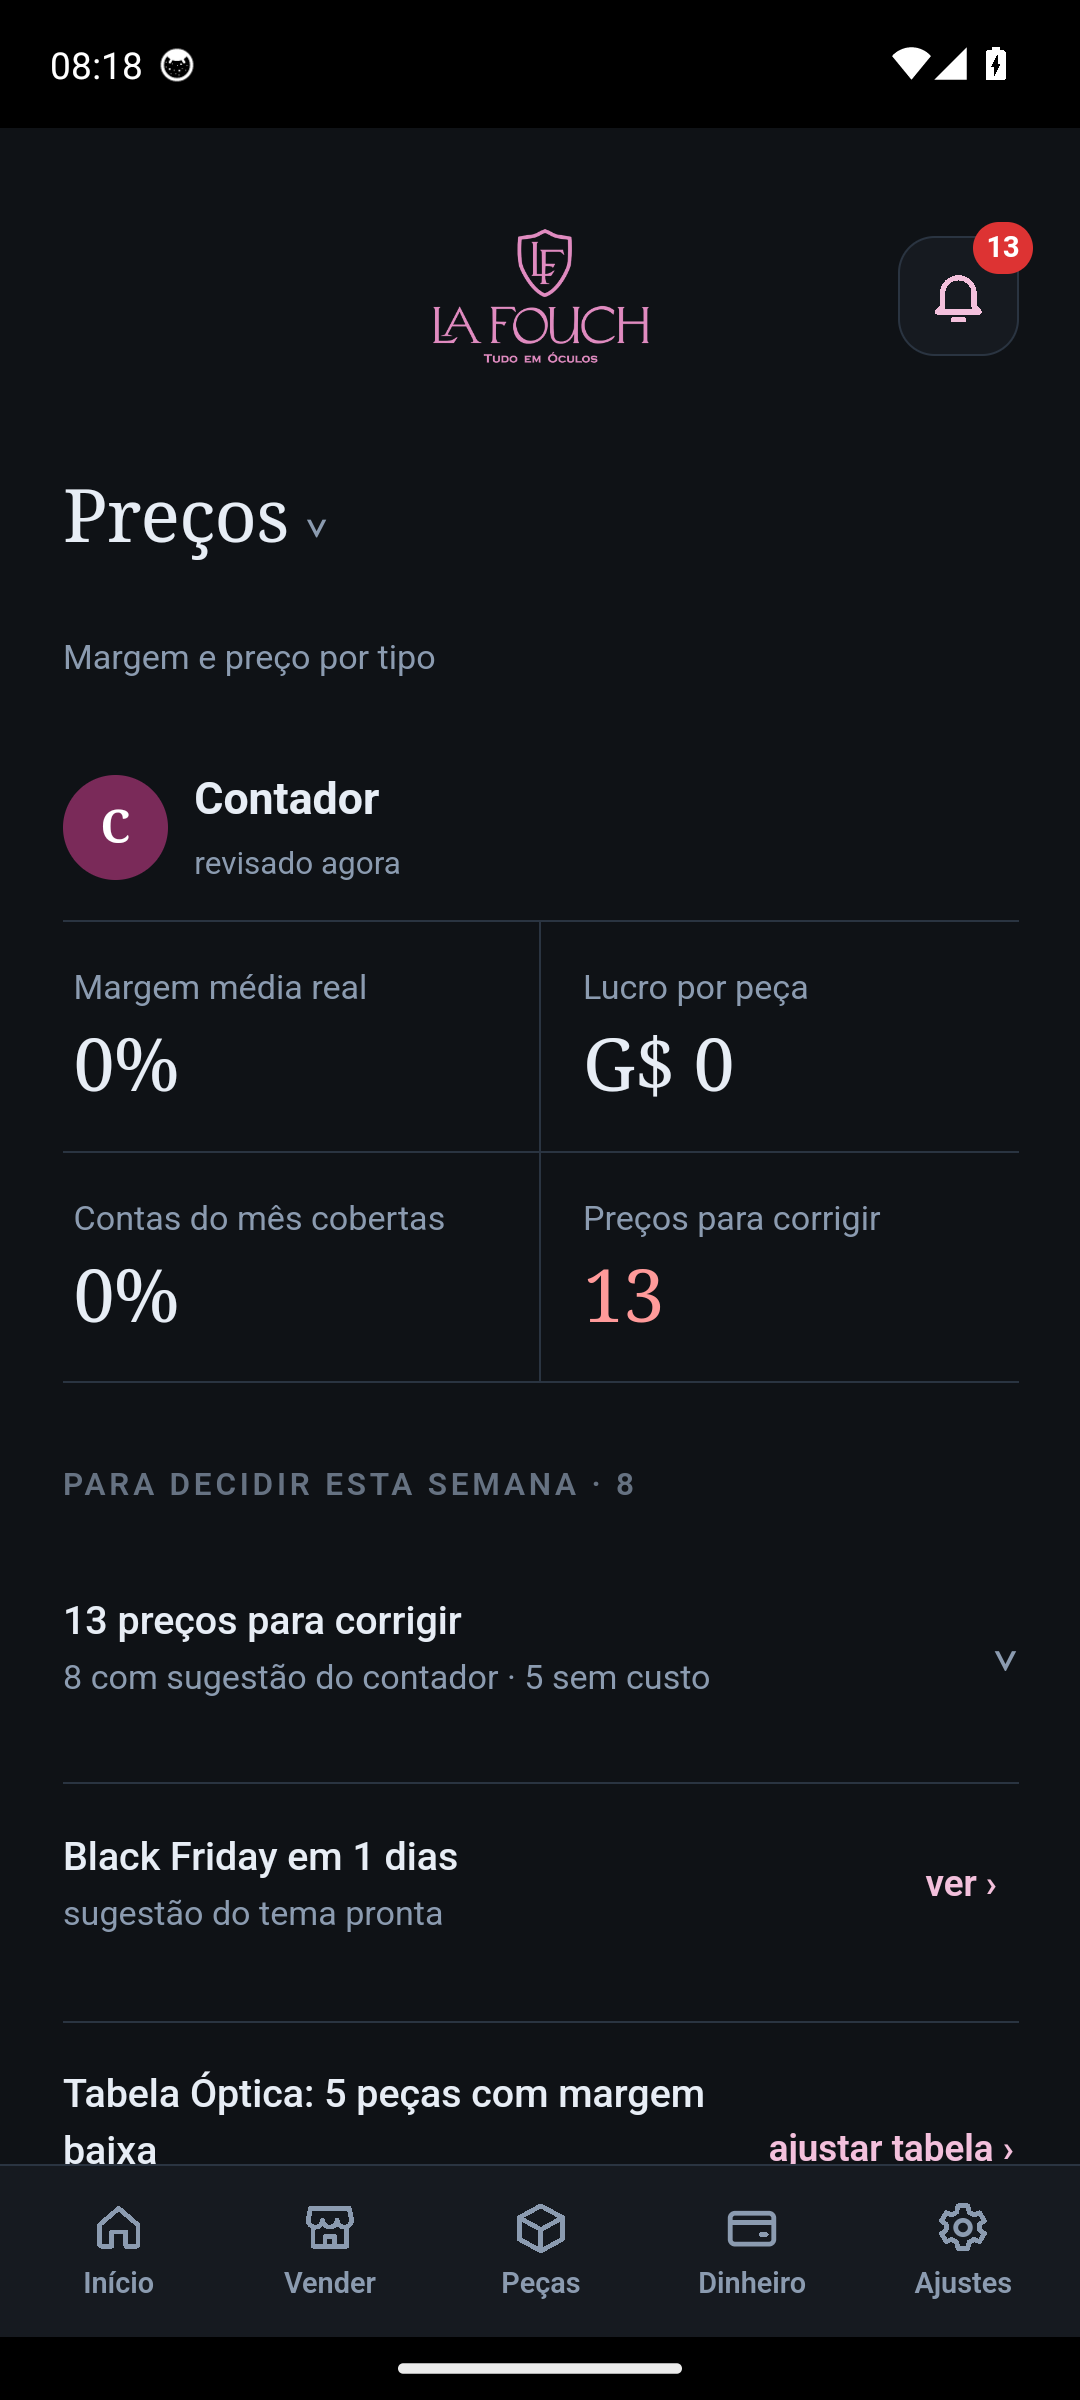 08:18
LF
LA FOUCH
TUDO EM ÓCULOS
13
Preços
Margem e preço por tipo
C
Contador
revisado agora
Margem média real
0%
Lucro por peça
G$ 0
Contas do mês cobertas
0%
Preços para corrigir
13
PARA DECIDIR ESTA SEMANA · 8
13 preços para corrigir
8 com sugestão do contador · 5 sem custo
Black Friday em 1 dias
sugestão do tema pronta
ver ›
Tabela Óptica: 5 peças com margem
baixa
ajustar tabela ›
Início
Vender
Peças
Dinheiro
Ajustes